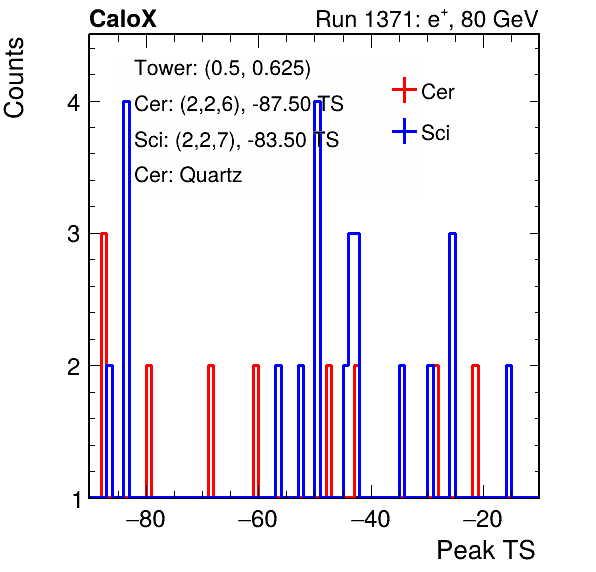 CaloX Run 1371: e⁺, 80 GeV
Counts
Tower: (0.5, 0.625)
Cer: (2,2,6), -87.50 TS
Sci: (2,2,7), -83.50 TS
Cer: Quartz
Cer
Sci
4
3
2
1
−80 −60 −40 −20
Peak TS